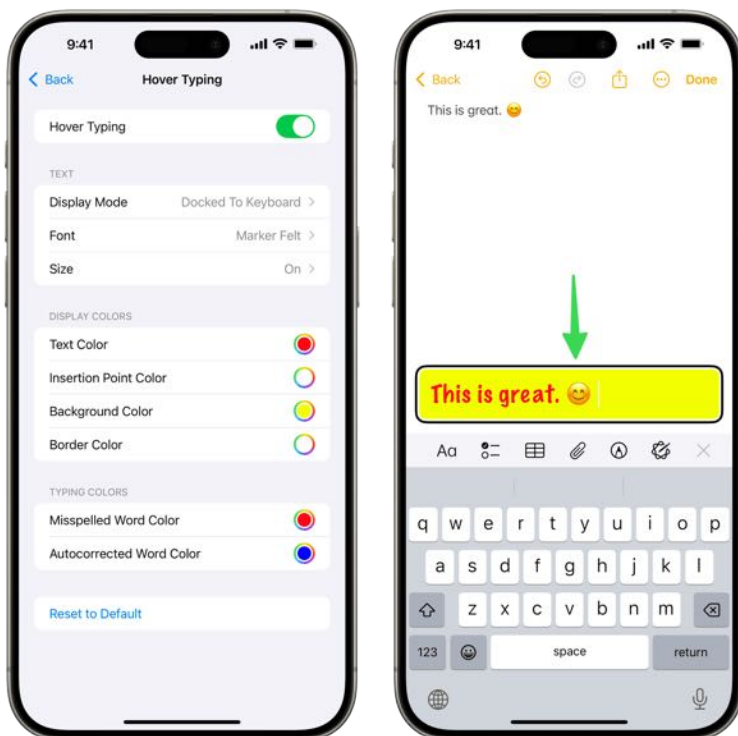 9:41
Back Hover Typing
Hover Typing
TEXT
Display Mode Docked To Keyboard
Font Marker Felt
Size On
DISPLAY COLORS
Text Color
Insertion Point Color
Background Color
Border Color
TYPING COLORS
Misspelled Word Color
Autocorrected Word Color
Reset to Default
9:41
Back Done
This is great. 😊
This is great. 😊
Aa
q w e r t y u i o p
a s d f g h j k l
z x c v b n m
123 space return